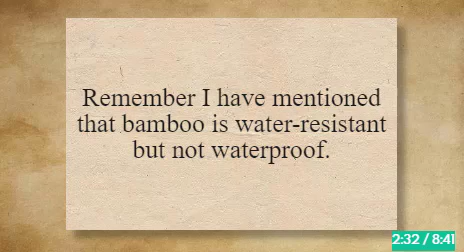 Remember I have mentioned
that bamboo is water-resistant
but not waterproof.
2:32 / 8:41